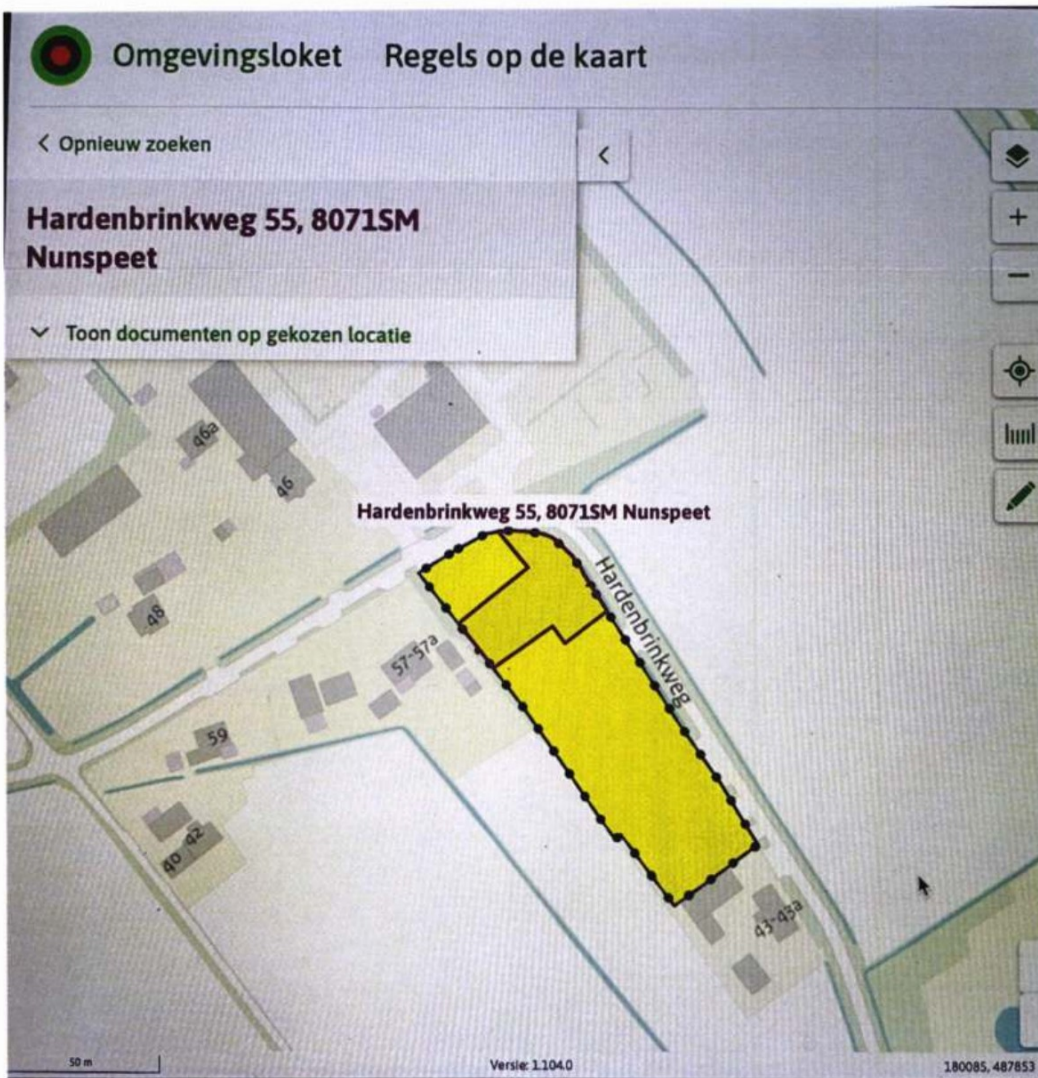 Omgevingsloket Regels op de kaart
< Opnieuw zoeken
Hardenbrinkweg 55, 8071SM
Nunspeet
Toon documenten op gekozen locatie
46a
46
Hardenbrinkweg 55, 8071SM Nunspeet
48
Hardenbrinkweg
57-57a
59
42
40
43-43a
50 m
Versie: 1.104.0
180085, 487853